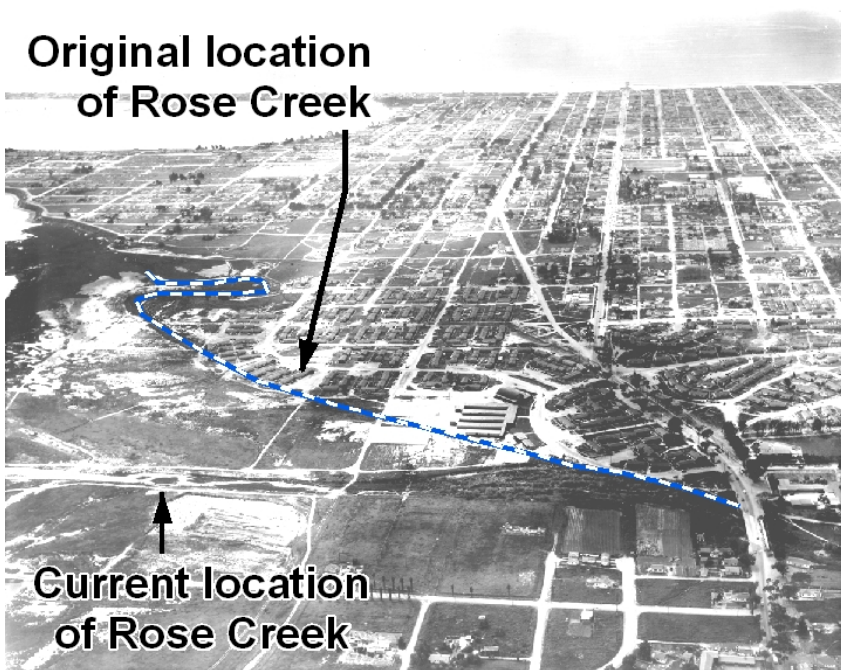 Original location
of Rose Creek
Current location
of Rose Creek